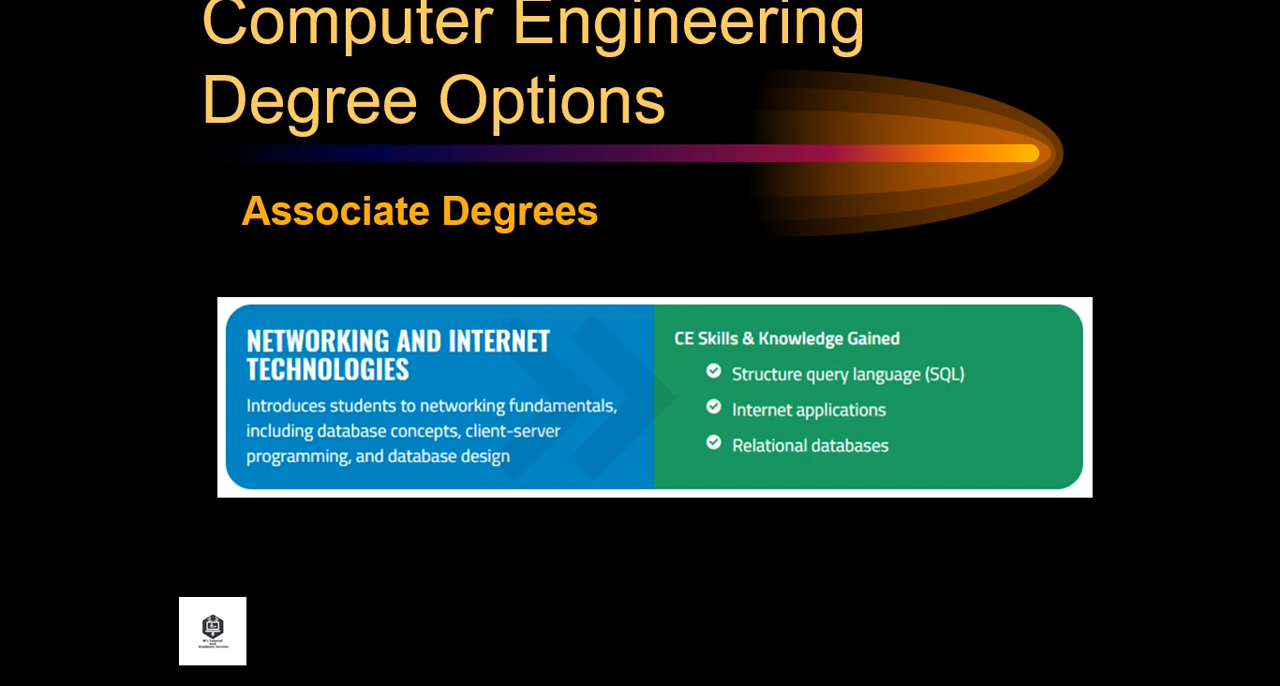 Computer Engineering
Degree Options
Associate Degrees
NETWORKING AND INTERNET
TECHNOLOGIES
Introduces students to networking fundamentals,
including database concepts, client-server
programming, and database design
CE Skills & Knowledge Gained
Structure query language (SQL)
Internet applications
Relational databases